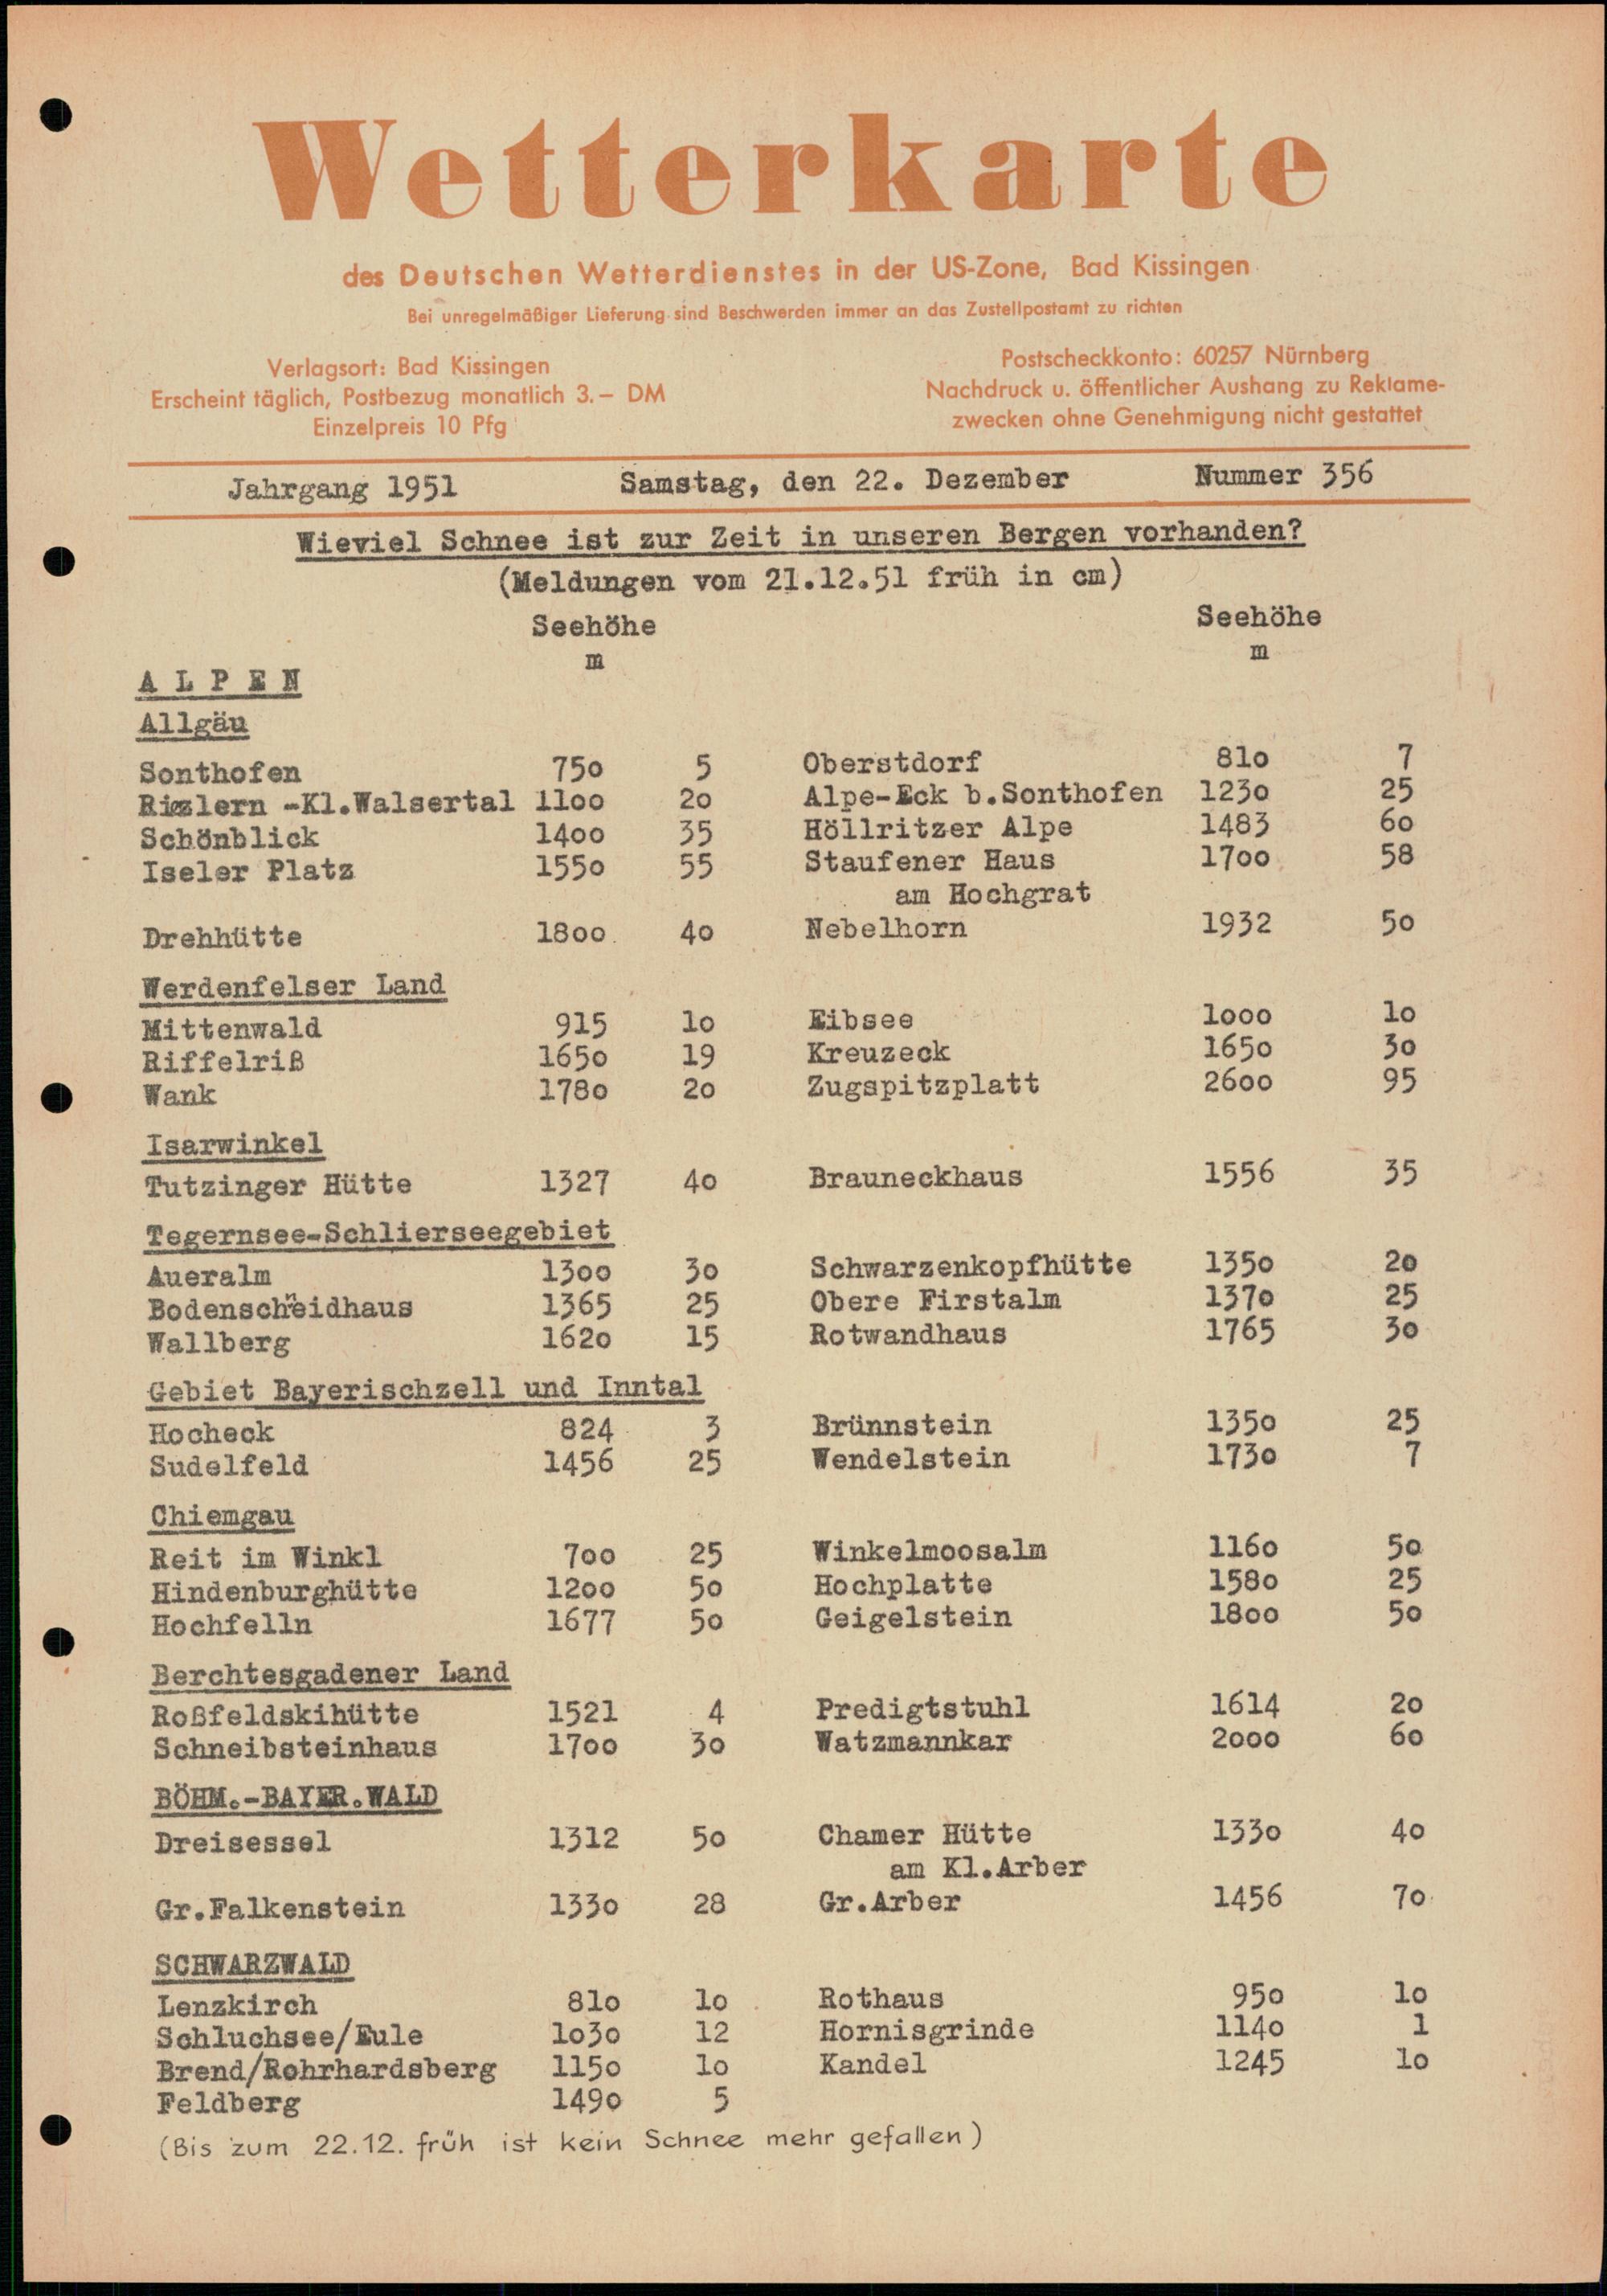 Wetterkarte
des Deutschen Wetterdienstes in der US-Zone, Bad Kissingen
Bei unregelmäßiger Lieferung sind Beschwerden immer an das Zustellpostamt zu richten
Verlagsort: Bad Kissingen
Erscheint täglich, Postbezug monatlich 3.– DM
Einzelpreis 10 Pfg
Postscheckkonto: 60257 Nürnberg
Nachdruck u. öffentlicher Aushang zu Reklame-
zwecken ohne Genehmigung nicht gestattet
Jahrgang 1951 Samstag, den 22. Dezember Nummer 356
Wieviel Schnee ist zur Zeit in unseren Bergen vorhanden?
(Meldungen vom 21.12.51 früh in cm)
Seehöhe Seehöhe
m m
A L P E N
Allgäu
Sonthofen 750 5 Oberstdorf 810 7
Riezlern -Kl.Walsertal 1100 20 Alpe-Eck b.Sonthofen 1230 25
Schönblick 1400 35 Höllritzer Alpe 1483 60
Iseler Platz 1550 55 Staufener Haus 1700 58
am Hochgrat
Drehhütte 1800 40 Nebelhorn 1932 50
Werdenfelser Land
Mittenwald 915 10 Eibsee 1000 10
Riffelriß 1650 19 Kreuzeck 1650 30
Wank 1780 20 Zugspitzplatt 2600 95
Isarwinkel
Tutzinger Hütte 1327 40 Brauneckhaus 1556 35
Tegernsee-Schlierseegebiet
Aueralm 1300 30 Schwarzenkopfhütte 1350 20
Bodenschneidhaus 1365 25 Obere Firstalm 1370 25
Wallberg 1620 15 Rotwandhaus 1765 30
Gebiet Bayerischzell und Inntal
Hocheck 824 3 Brünnstein 1350 25
Sudelfeld 1456 25 Wendelstein 1730 7
Chiemgau
Reit im Winkl 700 25 Winkelmoosalm 1160 50
Hindenburghütte 1200 50 Hochplatte 1580 25
Hochfelln 1677 50 Geigelstein 1800 50
Berchtesgadener Land
Roßfeldskihütte 1521 4 Predigtstuhl 1614 20
Schneibsteinhaus 1700 30 Watzmannkar 2000 60
BÖHM.-BAYER.WALD
Dreisessel 1312 50 Chamer Hütte 1330 40
am Kl.Arber
Gr.Falkenstein 1330 28 Gr.Arber 1456 70
SCHWARZWALD
Lenzkirch 810 10 Rothaus 950 10
Schluchsee/Eule 1030 12 Hornisgrinde 1140 1
Brend/Rohrhardsberg 1150 10 Kandel 1245 10
Feldberg 1490 5
(Bis zum 22.12. früh ist kein Schnee mehr gefallen)